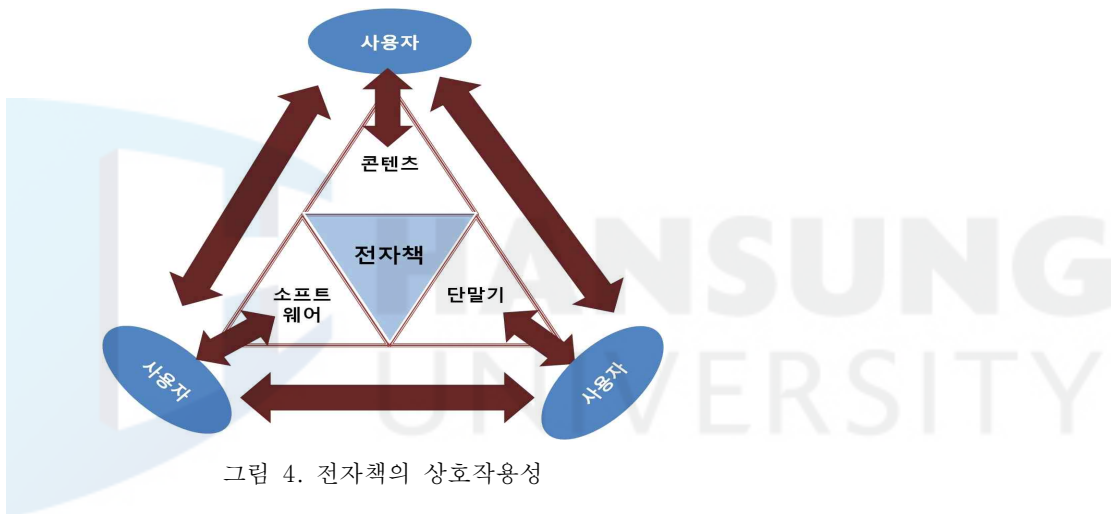 사용자
콘텐츠
전자책
소프트
웨어
단말기
사용자
사용자
HANSUNG
UNIVERSITY
그림 4. 전자책의 상호작용성